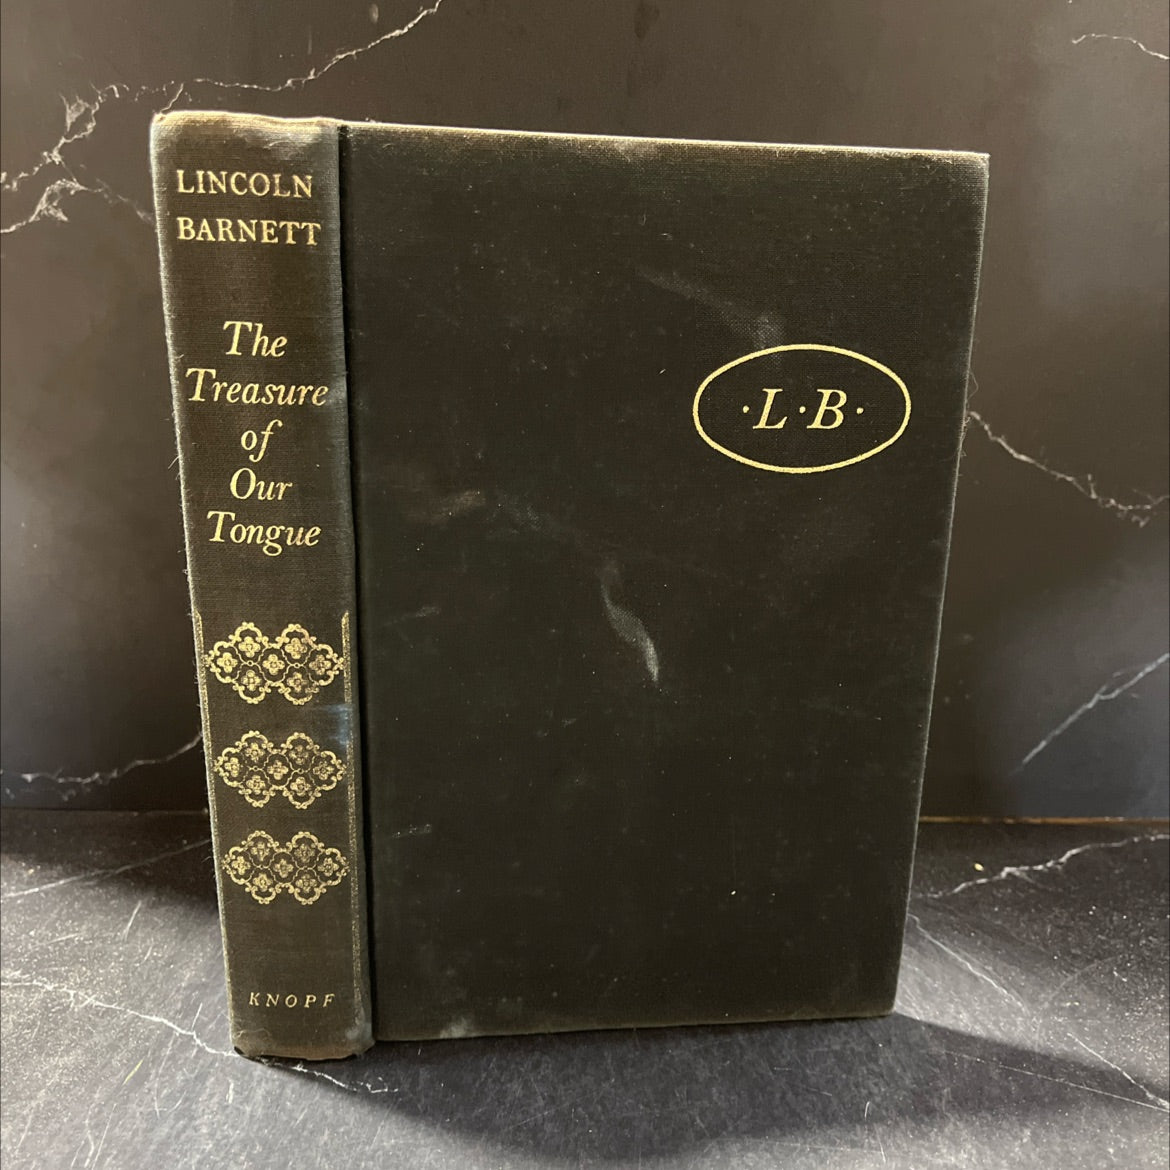 LINCOLN
BARNETT
The
Treasure
of
Our
Tongue
KNOPF
·L·B·